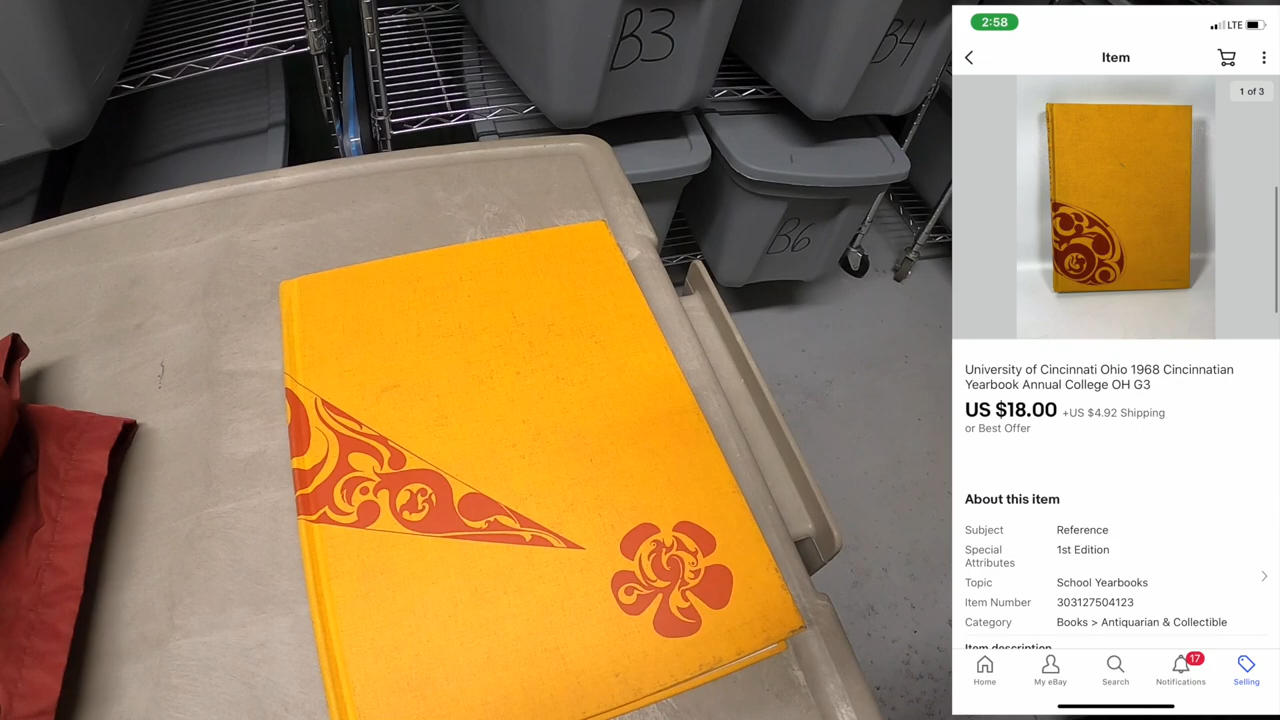 B3
B4
B6
2:58
LTE
Item
1 of 3
University of Cincinnati Ohio 1968 Cincinnatian
Yearbook Annual College OH G3
US $18.00 +US $4.92 Shipping
or Best Offer
About this item
Subject Reference
Special Attributes 1st Edition
Topic School Yearbooks
Item Number 303127504123
Category Books > Antiquarian & Collectible
Item description
17
Home My eBay Search Notifications Selling